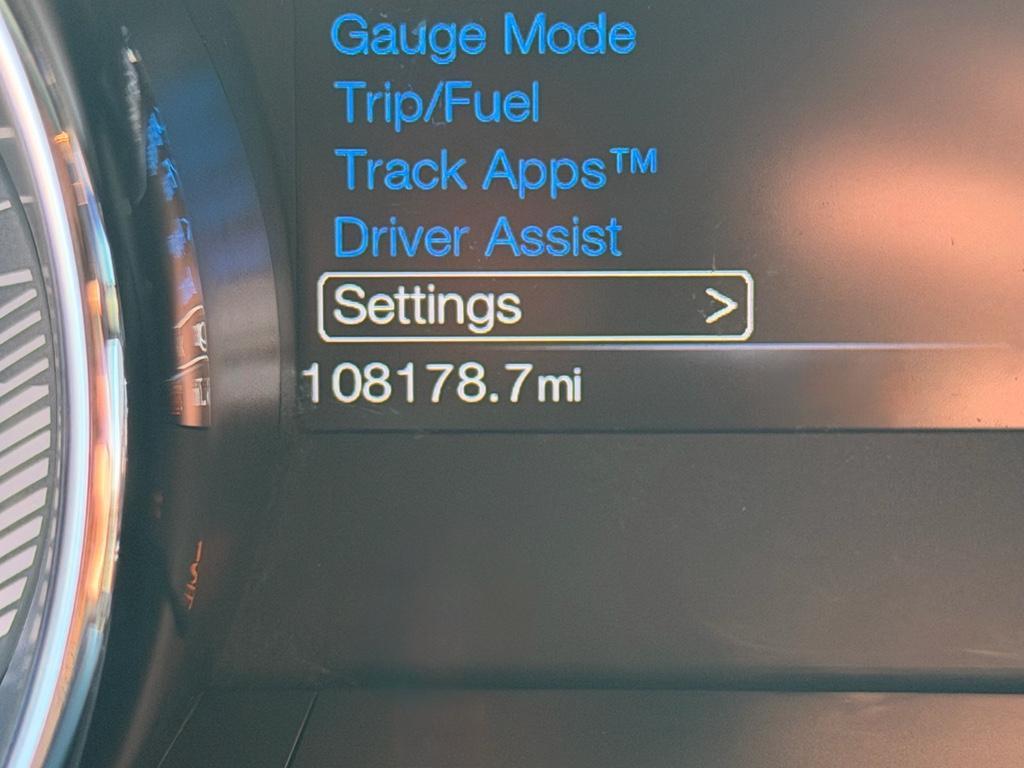 Gauge Mode
Trip/Fuel
Track Apps™
Driver Assist
Settings >
108178.7mi